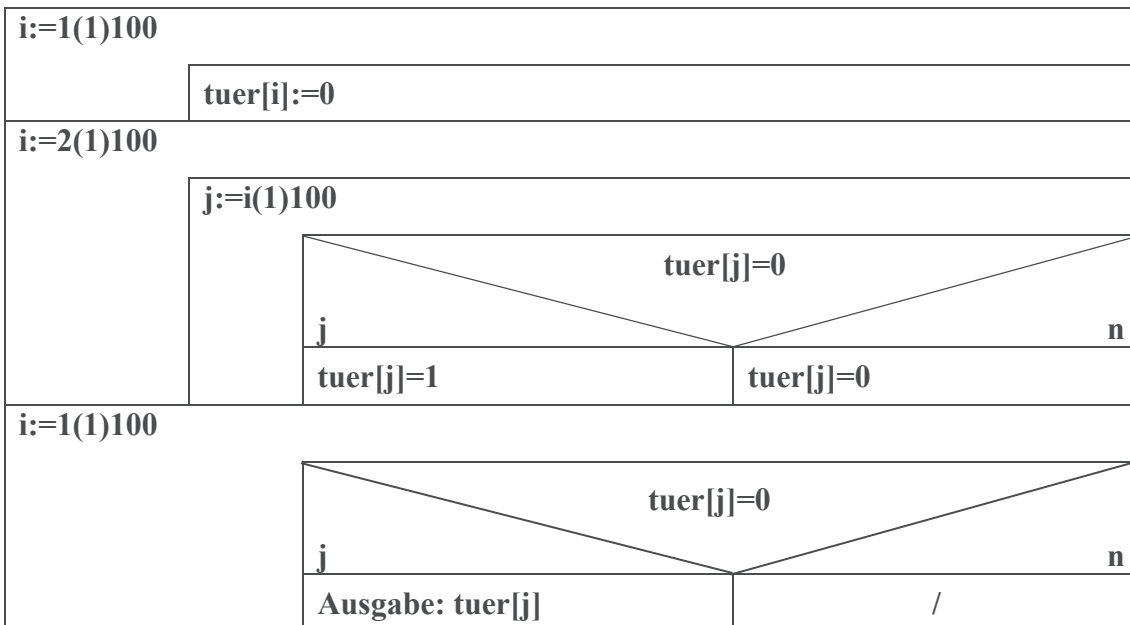 i:=1(1)100
tuer[i]:=0
i:=2(1)100
j:=i(1)100
tuer[j]=0
j n
tuer[j]=1 tuer[j]=0
i:=1(1)100
tuer[j]=0
j n
Ausgabe: tuer[j] /